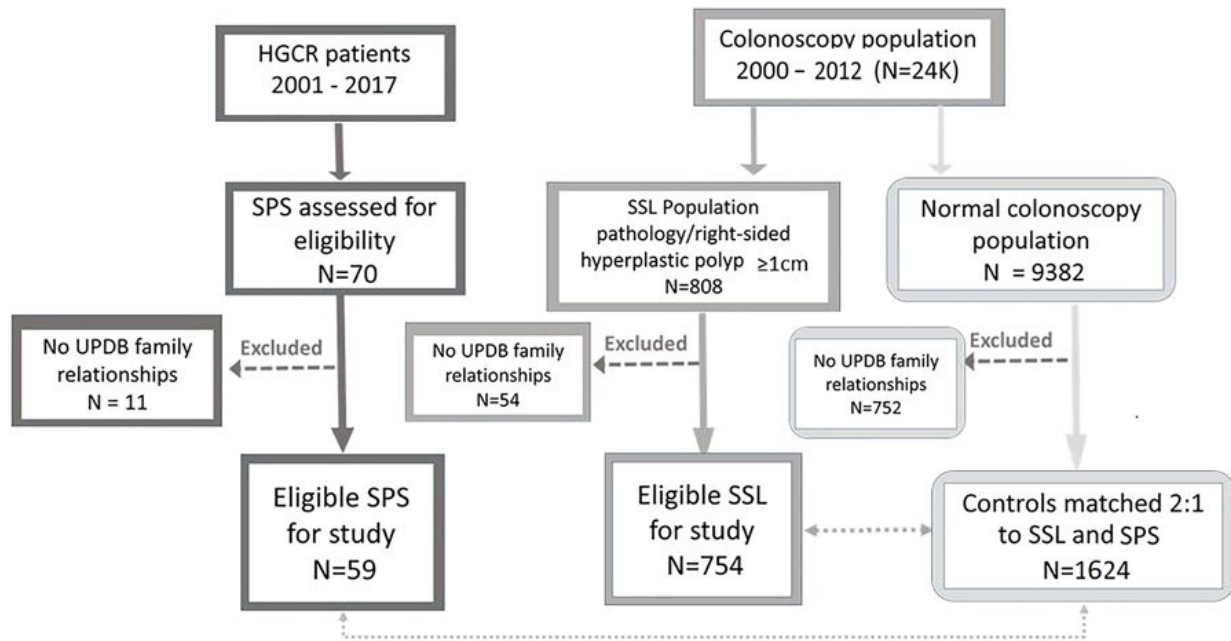 HGCR patients
2001 - 2017
Colonoscopy population
2000 – 2012 (N=24K)
SPS assessed for
eligibility
N=70
SSL Population
pathology/right-sided
hyperplastic polyp ≥1cm
N=808
Normal colonoscopy
population
N = 9382
No UPDB family
relationships
N = 11
Excluded
No UPDB family
relationships
N=54
Excluded
No UPDB family
relationships
N=752
Excluded
Eligible SPS
for study
N=59
Eligible SSL
for study
N=754
Controls matched 2:1
to SSL and SPS
N=1624